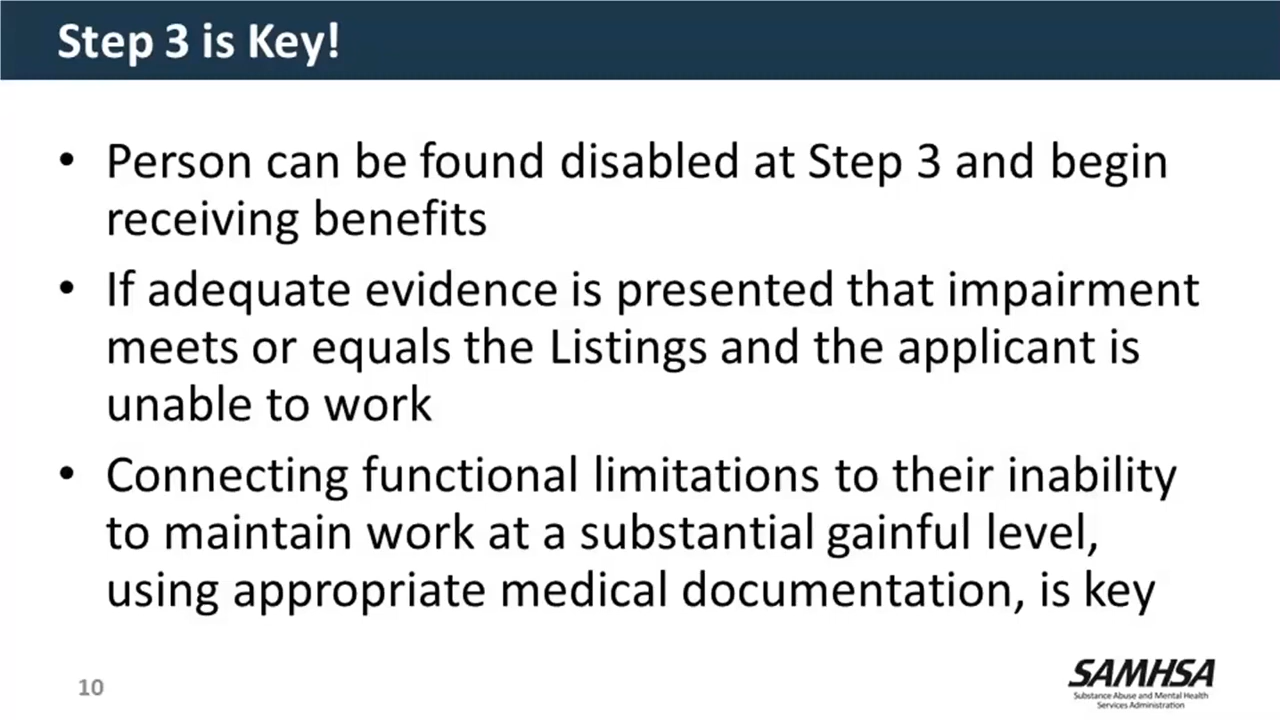 Step 3 is Key!
• Person can be found disabled at Step 3 and begin
receiving benefits
• If adequate evidence is presented that impairment
meets or equals the Listings and the applicant is
unable to work
• Connecting functional limitations to their inability
to maintain work at a substantial gainful level,
using appropriate medical documentation, is key
10
SAMHSA
Substance Abuse and Mental Health
Services Administration